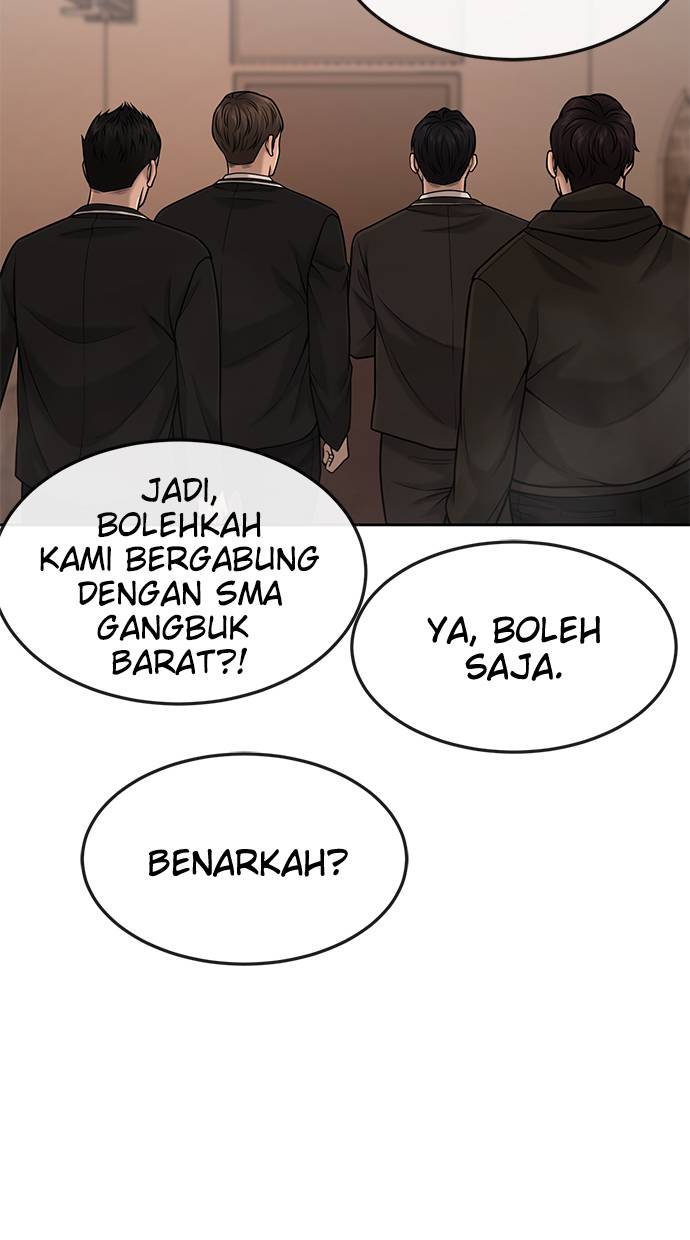 JADI,
BOLEHKAH
KAMI BERGABUNG
DENGAN SMA
GANGBUK
BARAT?!
YA, BOLEH
SAJA.
BENARKAH?